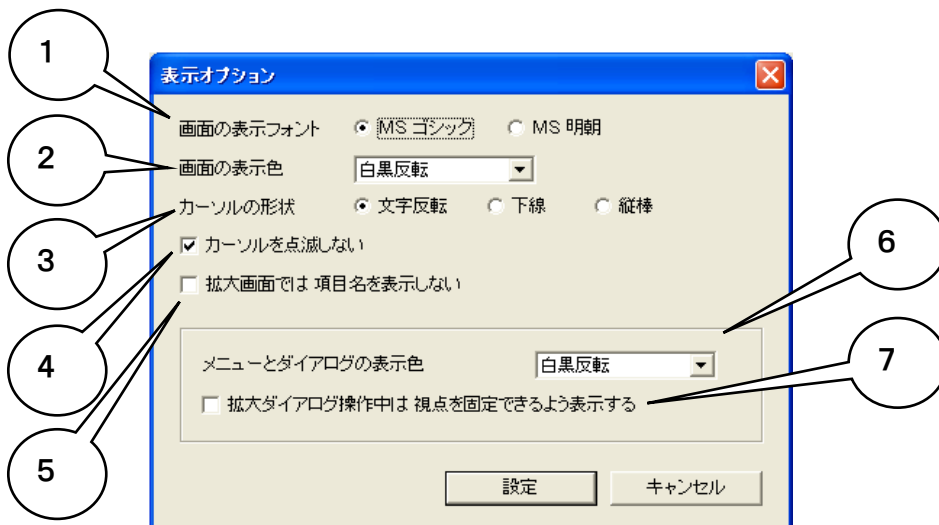 1
表示オプション
画面の表示フォント MS ゴシック MS 明朝
2
画面の表示色 白黒反転
カーソルの形状 文字反転 下線 縦棒
3
カーソルを点滅しない
6
拡大画面では 項目名を表示しない
4
メニューとダイアログの表示色 白黒反転
7
拡大ダイアログ操作中は 視点を固定できるよう表示する
5
設定 キャンセル